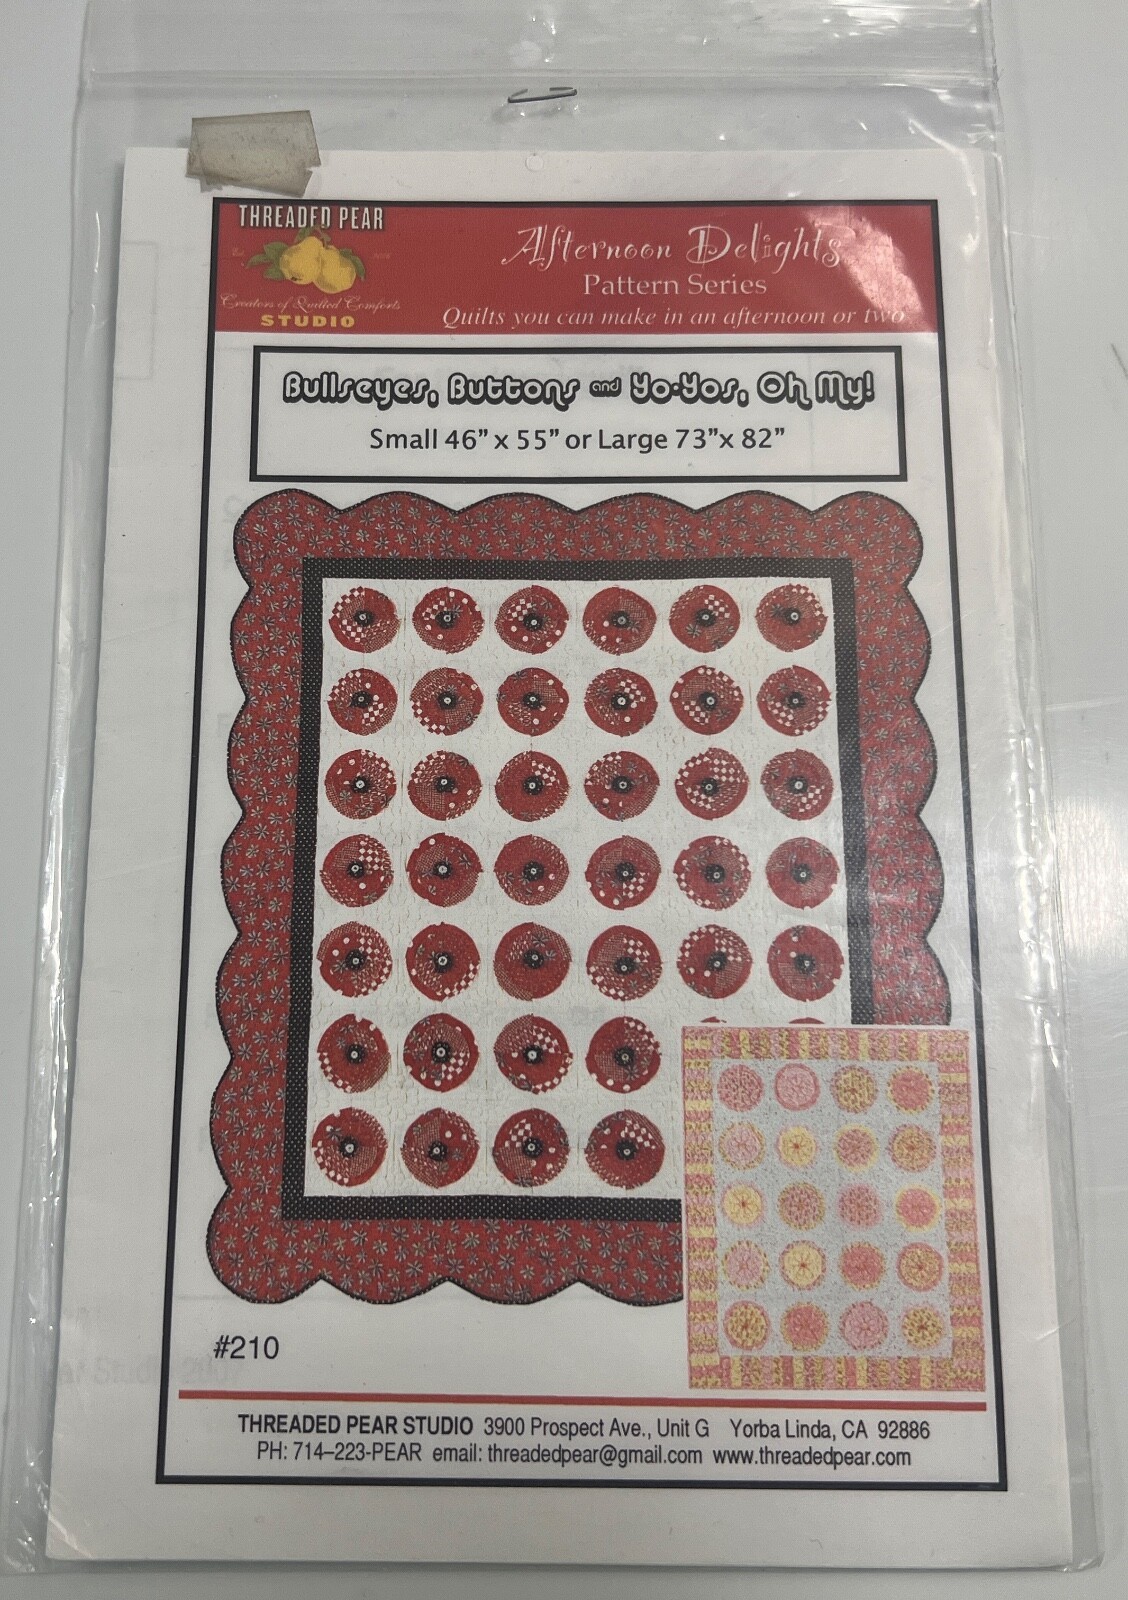 THREADED PEAR
Creators of Quilted Comforts
STUDIO
Afternoon Delights
Pattern Series
Quilts you can make in an afternoon or two
Bullseyes, Buttons and Yo-Yos, Oh My!
Small 46” x 55” or Large 73”x 82”
#210
THREADED PEAR STUDIO 3900 Prospect Ave., Unit G Yorba Linda, CA 92886
PH: 714–223-PEAR email: threadedpear@gmail.com www.threadedpear.com